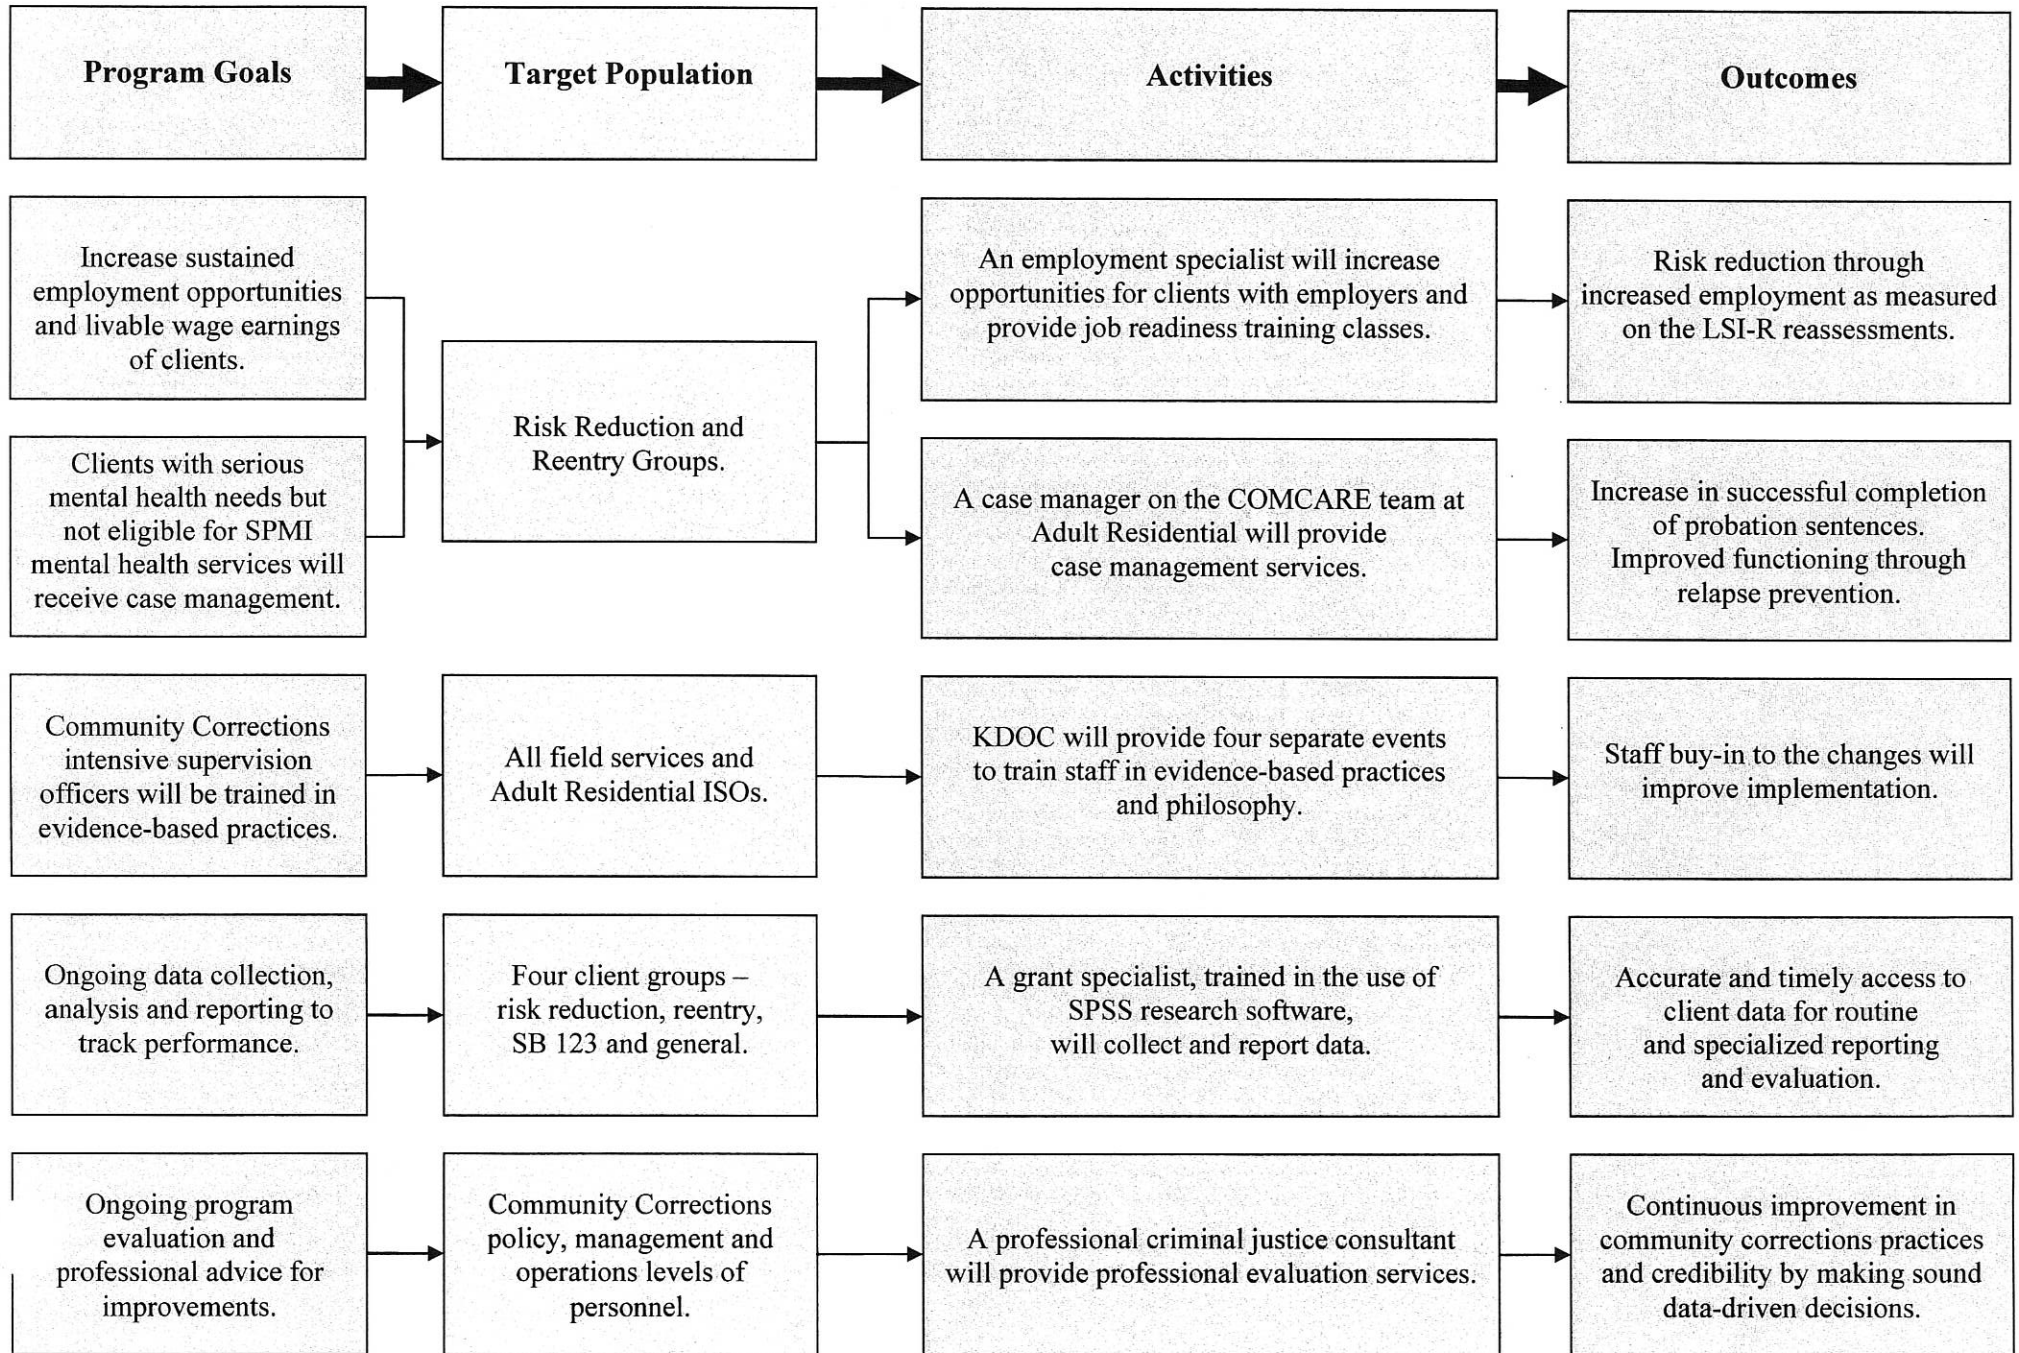 Program Goals
Target Population
Activities
Outcomes
Increase sustained
employment opportunities
and livable wage earnings
of clients.
Clients with serious
mental health needs but
not eligible for SPMI
mental health services will
receive case management.
Risk Reduction and
Reentry Groups.
An employment specialist will increase
opportunities for clients with employers and
provide job readiness training classes.
Risk reduction through
increased employment as measured
on the LSI-R reassessments.
A case manager on the COMCARE team at
Adult Residential will provide
case management services.
Increase in successful completion
of probation sentences.
Improved functioning through
relapse prevention.
Community Corrections
intensive supervision
officers will be trained in
evidence-based practices.
All field services and
Adult Residential ISOs.
KDOC will provide four separate events
to train staff in evidence-based practices
and philosophy.
Staff buy-in to the changes will
improve implementation.
Ongoing data collection,
analysis and reporting to
track performance.
Four client groups –
risk reduction, reentry,
SB 123 and general.
A grant specialist, trained in the use of
SPSS research software,
will collect and report data.
Accurate and timely access to
client data for routine
and specialized reporting
and evaluation.
Ongoing program
evaluation and
professional advice for
improvements.
Community Corrections
policy, management and
operations levels of
personnel.
A professional criminal justice consultant
will provide professional evaluation services.
Continuous improvement in
community corrections practices
and credibility by making sound
data-driven decisions.